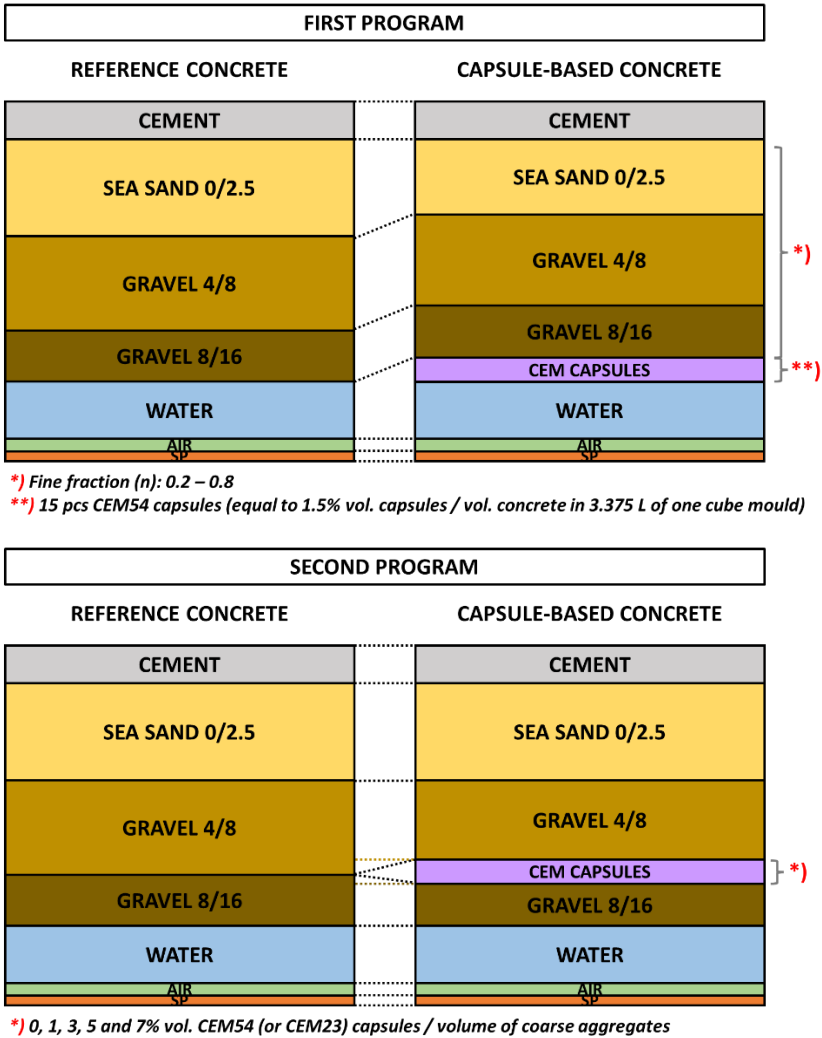 FIRST PROGRAM
REFERENCE CONCRETE
CAPSULE-BASED CONCRETE
CEMENT
SEA SAND 0/2.5
GRAVEL 4/8
GRAVEL 8/16
WATER
AIR
SP
CEMENT
SEA SAND 0/2.5
GRAVEL 4/8
GRAVEL 8/16
CEM CAPSULES
WATER
AIR
SP
*)
**)
*) Fine fraction (n): 0.2 – 0.8
**) 15 pcs CEM54 capsules (equal to 1.5% vol. capsules / vol. concrete in 3.375 L of one cube mould)
SECOND PROGRAM
REFERENCE CONCRETE
CAPSULE-BASED CONCRETE
CEMENT
SEA SAND 0/2.5
GRAVEL 4/8
GRAVEL 8/16
WATER
AIR
SP
CEMENT
SEA SAND 0/2.5
GRAVEL 4/8
CEM CAPSULES
GRAVEL 8/16
WATER
AIR
SP
*)
*) 0, 1, 3, 5 and 7% vol. CEM54 (or CEM23) capsules / volume of coarse aggregates